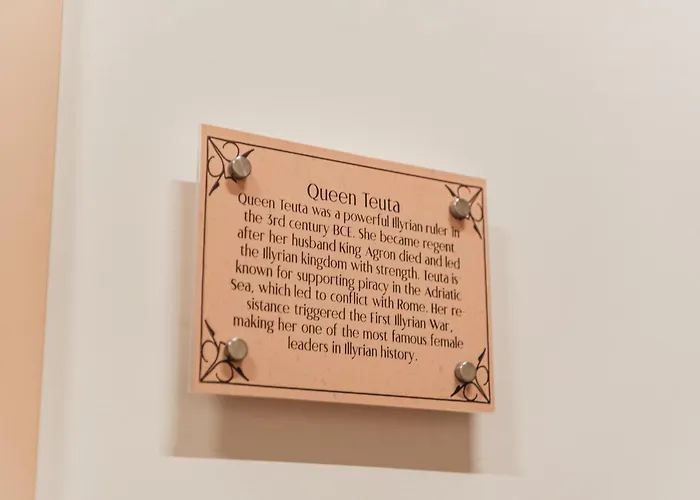 Queen Teuta
Queen Teuta was a powerful Illyrian ruler in
the 3rd century BCE. She became regent
after her husband King Agron died and led
the Illyrian kingdom with strength. Teuta is
known for supporting piracy in the Adriatic
Sea, which led to conflict with Rome. Her re-
sistance triggered the First Illyrian War,
making her one of the most famous female
leaders in Illyrian history.